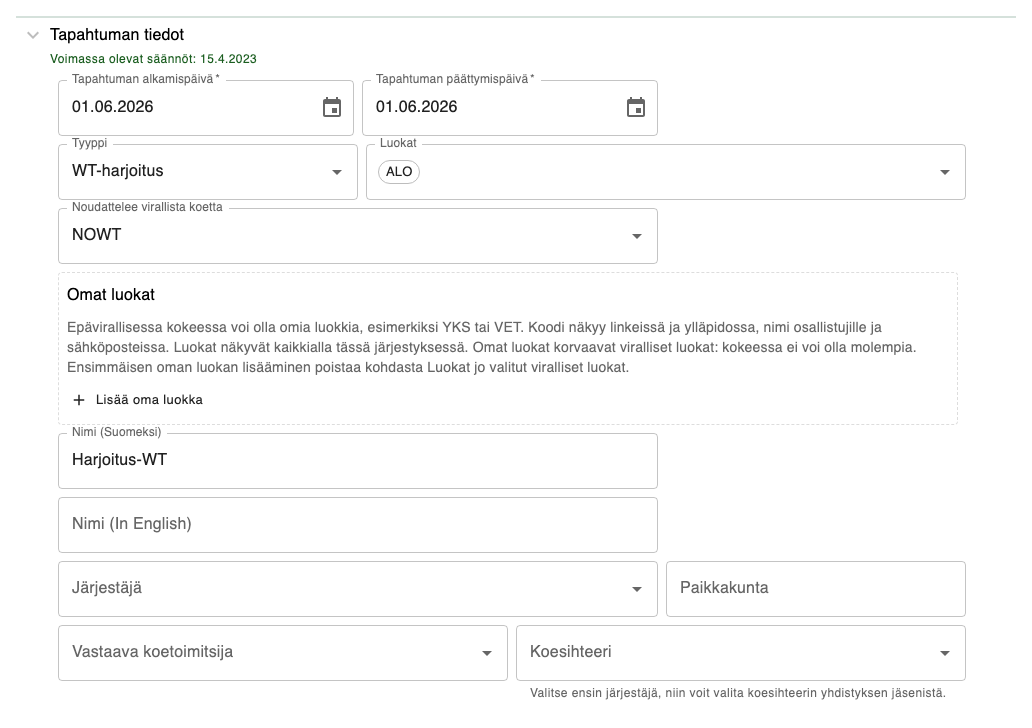 Tapahtuman tiedot
Voimassa olevat säännöt: 15.4.2023
Tapahtuman alkamispäivä *
01.06.2026
Tapahtuman päättymispäivä *
01.06.2026
Tyyppi
WT-harjoitus
Luokat
ALO
Noudattelee virallista koetta
NOWT
Omat luokat
Epävirallisessa kokeessa voi olla omia luokkia, esimerkiksi YKS tai VET. Koodi näkyy linkeissä ja ylläpidossa, nimi osallistujille ja
sähköposteissa. Luokat näkyvät kaikkialla tässä järjestyksessä. Omat luokat korvaavat viralliset luokat: kokeessa ei voi olla molempia.
Ensimmäisen oman luokan lisääminen poistaa kohdasta Luokat jo valitut viralliset luokat.
+ Lisää oma luokka
Nimi (Suomeksi)
Harjoitus-WT
Nimi (In English)
Järjestäjä
Paikkakunta
Vastaava koetoimitsija
Koesihteeri
Valitse ensin järjestäjä, niin voit valita koesihteerin yhdistyksen jäsenistä.